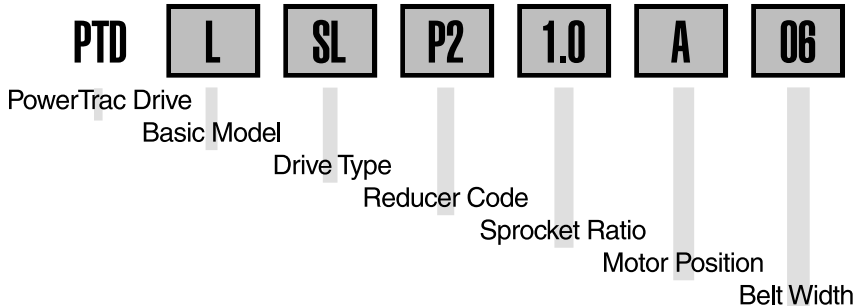 PTD L SL P2 1.0 A 06
PowerTrac Drive
Basic Model
Drive Type
Reducer Code
Sprocket Ratio
Motor Position
Belt Width